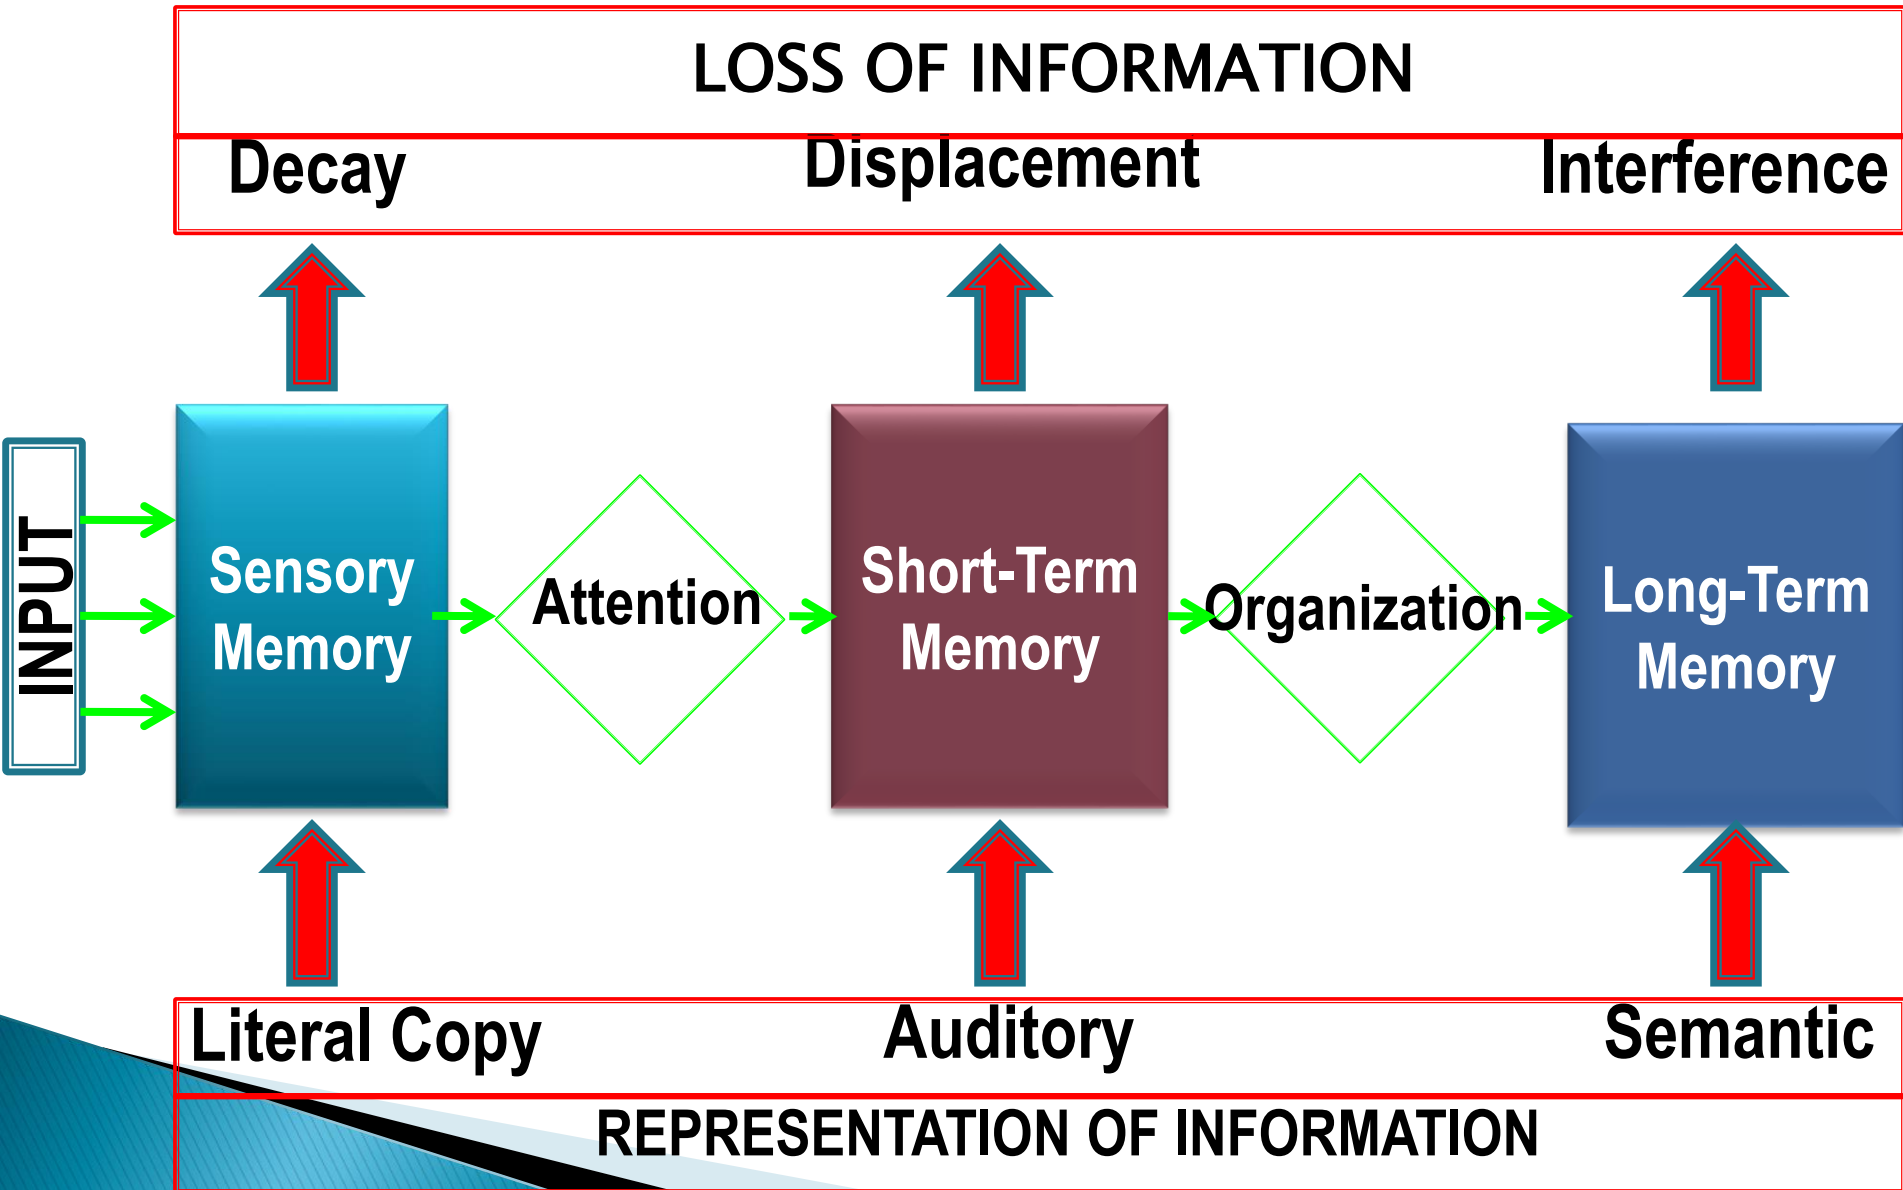 LOSS OF INFORMATION
Decay
Displacement
Interference
INPUT
Sensory
Memory
Attention
Short-Term
Memory
Organization
Long-Term
Memory
Literal Copy
Auditory
Semantic
REPRESENTATION OF INFORMATION